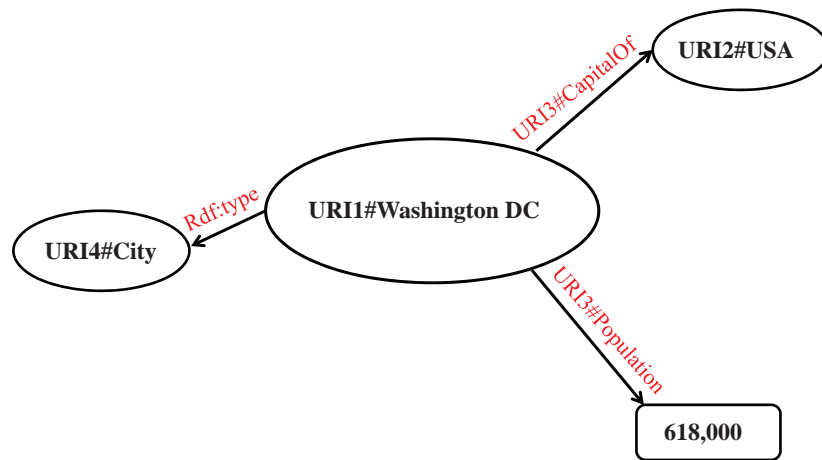 URI2#USA
URI3#CapitalOf
URI1#Washington DC
Rdf:type
URI4#City
URI3#Population
618,000